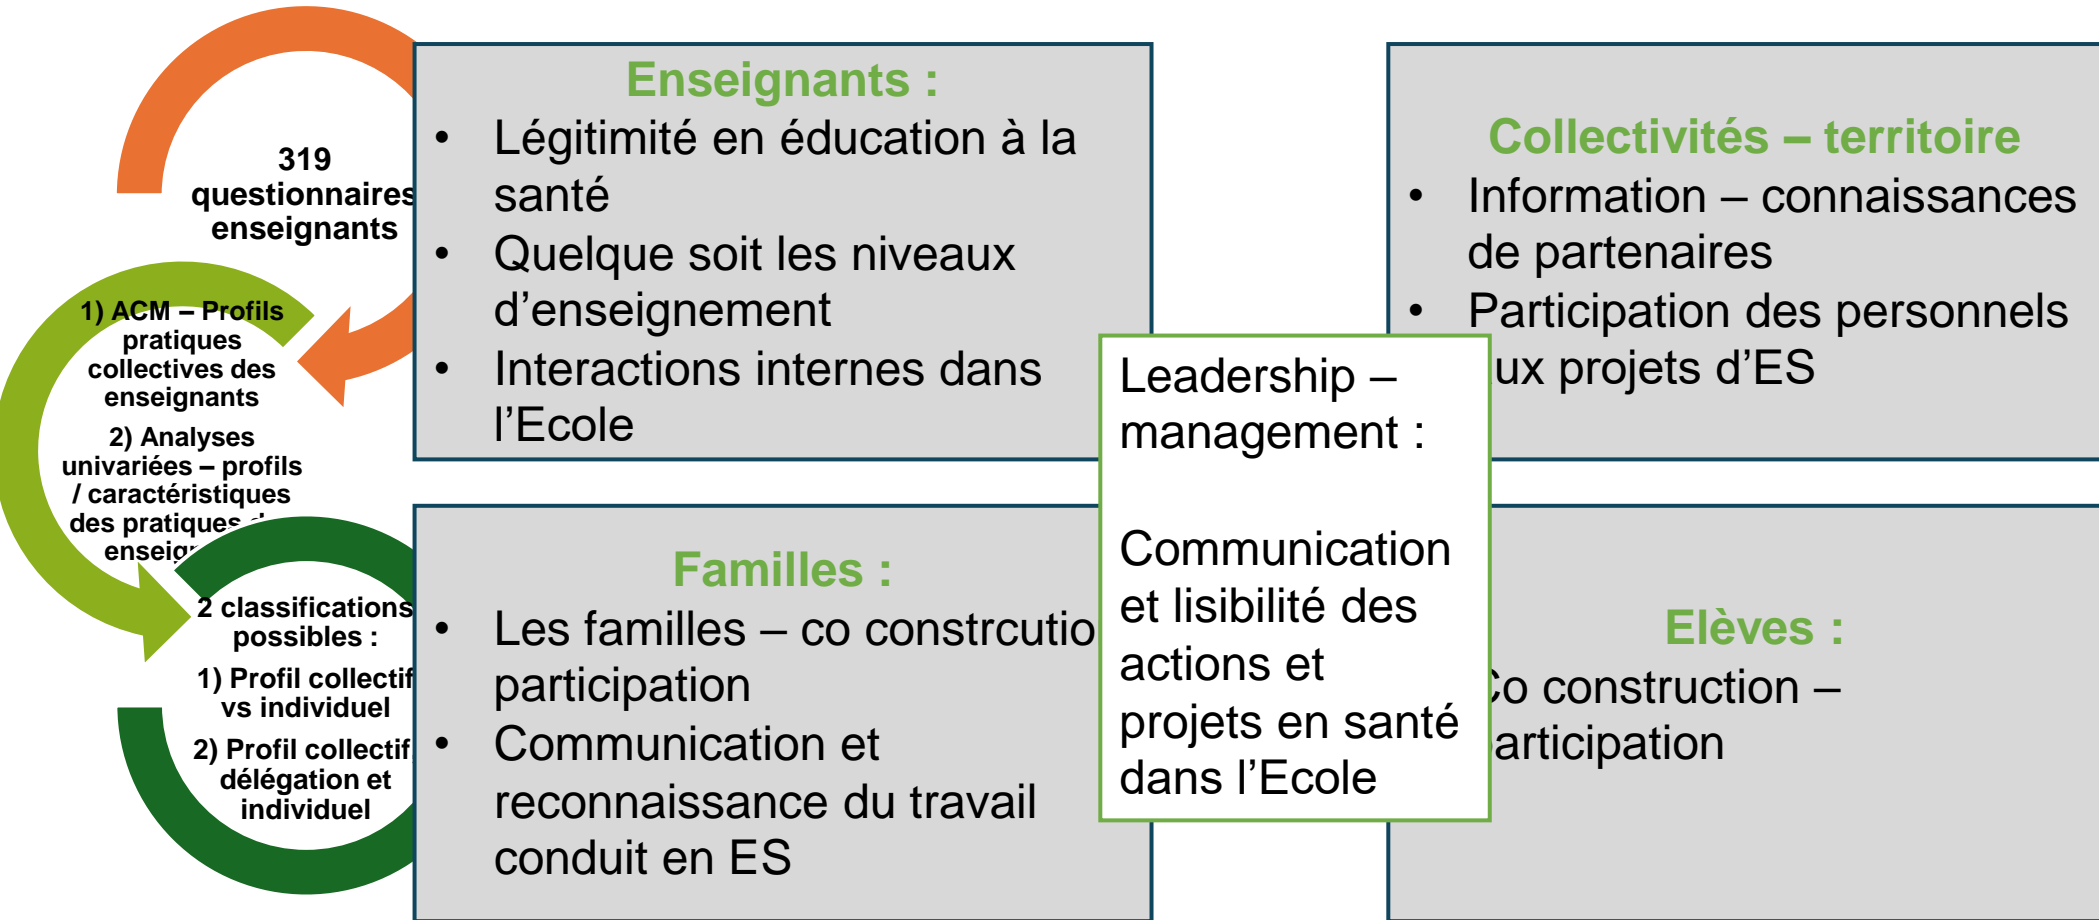 319
questionnaires
enseignants
1) ACM – Profils
pratiques
collectives des
enseignants
2) Analyses
univariées – profils
/ caractéristiques
des pratiques
2 classifications
possibles :
1) Profil collectif
vs individuel
2) Profil collectif
délégation et
individuel
Enseignants :
• Légitimité en éducation à la
santé
• Quelque soit les niveaux
d’enseignement
• Interactions internes dans
l’Ecole
Familles :
• Les familles – co constrcutio
participation
• Communication et
reconnaissance du travail
conduit en ES
Leadership –
management :
Communication
et lisibilité des
actions et
projets en santé
dans l’Ecole
Collectivités – territoire
• Information – connaissances
de partenaires
• Participation des personnels
ux projets d’ES
Elèves :
Co construction –
articipation